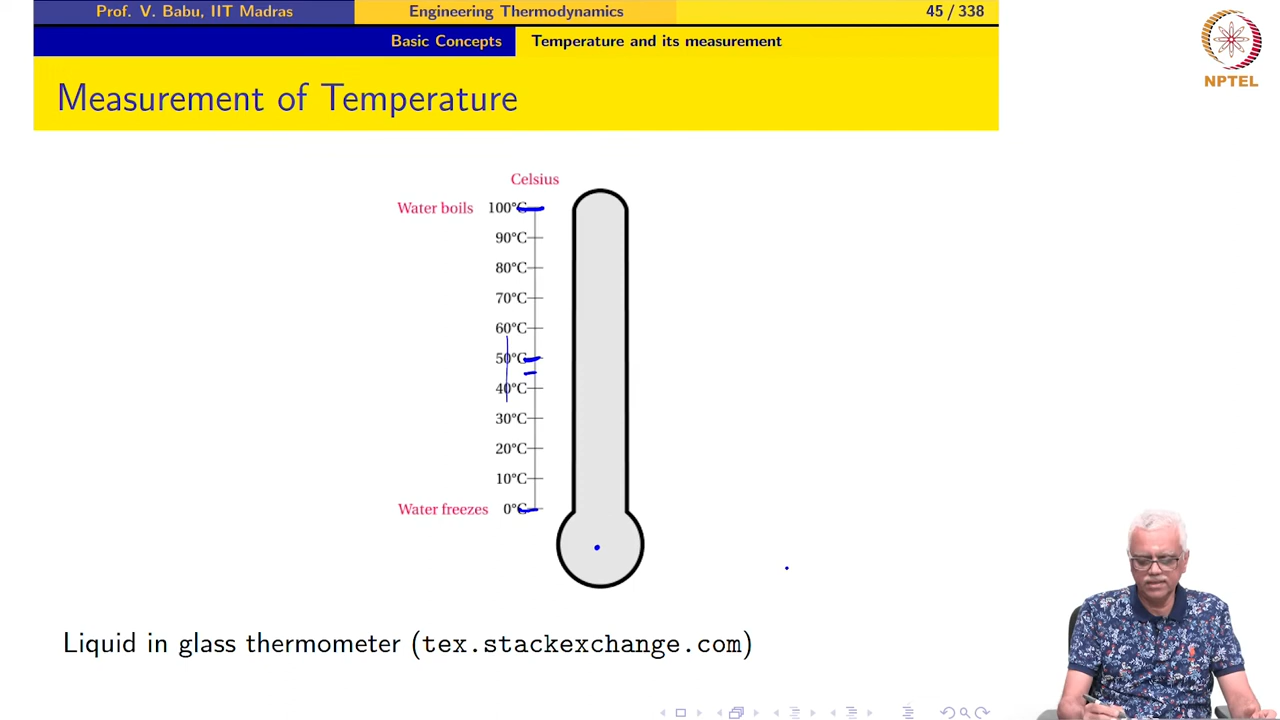 Prof. V. Babu, IIT Madras Engineering Thermodynamics 45 / 338
Basic Concepts Temperature and its measurement
NPTEL
Measurement of Temperature
Celsius
Water boils 100°C
90°C
80°C
70°C
60°C
50°C
40°C
30°C
20°C
10°C
Water freezes 0°C
Liquid in glass thermometer (tex.stackexchange.com)